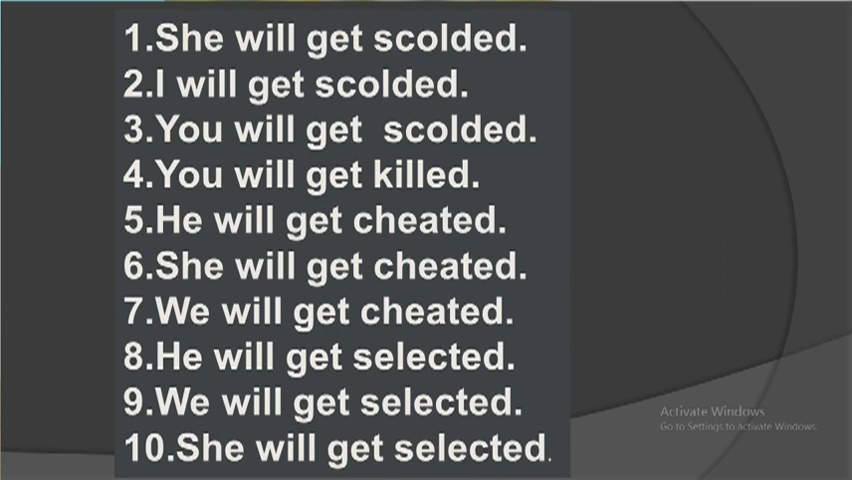 1.She will get scolded.
2.I will get scolded.
3.You will get  scolded.
4.You will get killed.
5.He will get cheated.
6.She will get cheated.
7.We will get cheated.
8.He will get selected.
9.We will get selected.
10.She will get selected.
Activate Windows
Go to Settings to activate Windows.